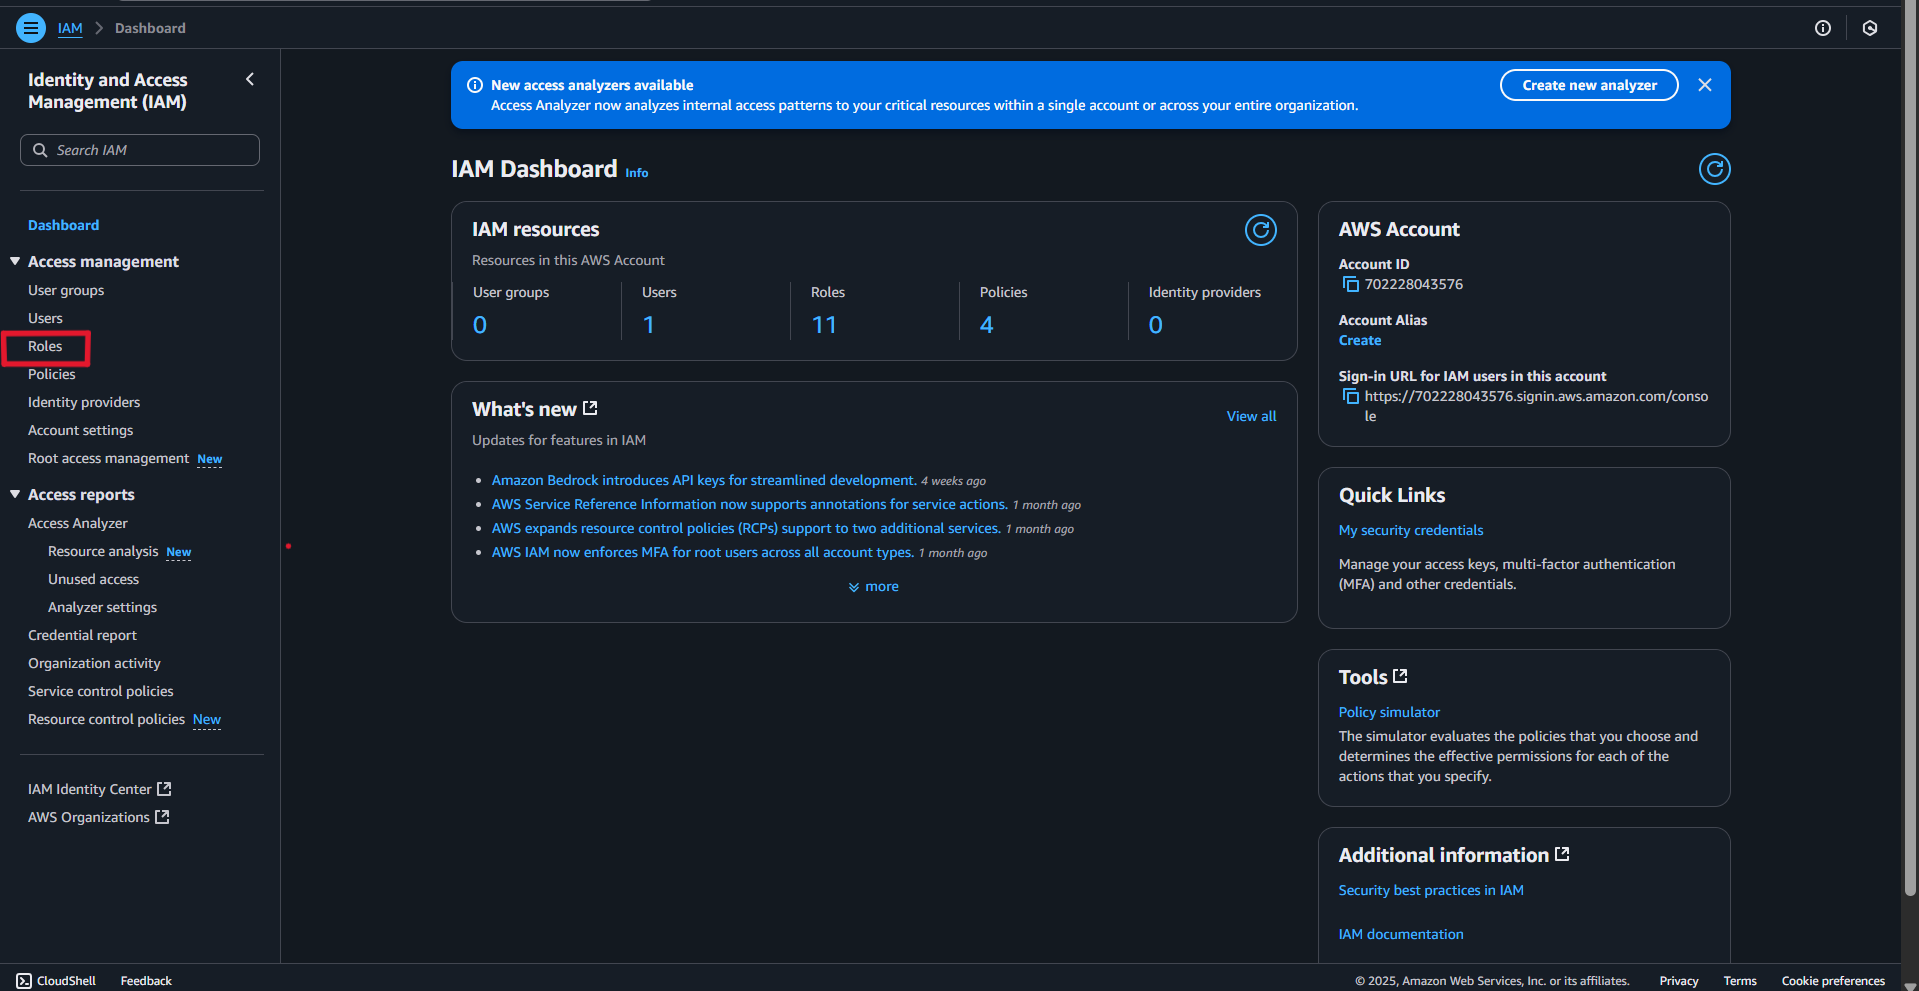 IAM > Dashboard
Identity and Access
Management (IAM)
Search IAM
Dashboard
Access management
User groups
Users
Roles
Policies
Identity providers
Account settings
Root access management New
Access reports
Access Analyzer
Resource analysis New
Unused access
Analyzer settings
Credential report
Organization activity
Service control policies
Resource control policies New
IAM Identity Center
AWS Organizations
New access analyzers available
Access Analyzer now analyzes internal access patterns to your critical resources within a single account or across your entire organization.
Create new analyzer
IAM Dashboard Info
IAM resources
Resources in this AWS Account
User groups
0
Users
1
Roles
11
Policies
4
Identity providers
0
What's new
View all
Updates for features in IAM
• Amazon Bedrock introduces API keys for streamlined development. 4 weeks ago
• AWS Service Reference Information now supports annotations for service actions. 1 month ago
• AWS expands resource control policies (RCPs) support to two additional services. 1 month ago
• AWS IAM now enforces MFA for root users across all account types. 1 month ago
more
AWS Account
Account ID
702228043576
Account Alias
Create
Sign-in URL for IAM users in this account
https://702228043576.signin.aws.amazon.com/conso
le
Quick Links
My security credentials
Manage your access keys, multi-factor authentication
(MFA) and other credentials.
Tools
Policy simulator
The simulator evaluates the policies that you choose and
determines the effective permissions for each of the
actions that you specify.
Additional information
Security best practices in IAM
IAM documentation
CloudShell Feedback
© 2025, Amazon Web Services, Inc. or its affiliates. Privacy Terms Cookie preferences